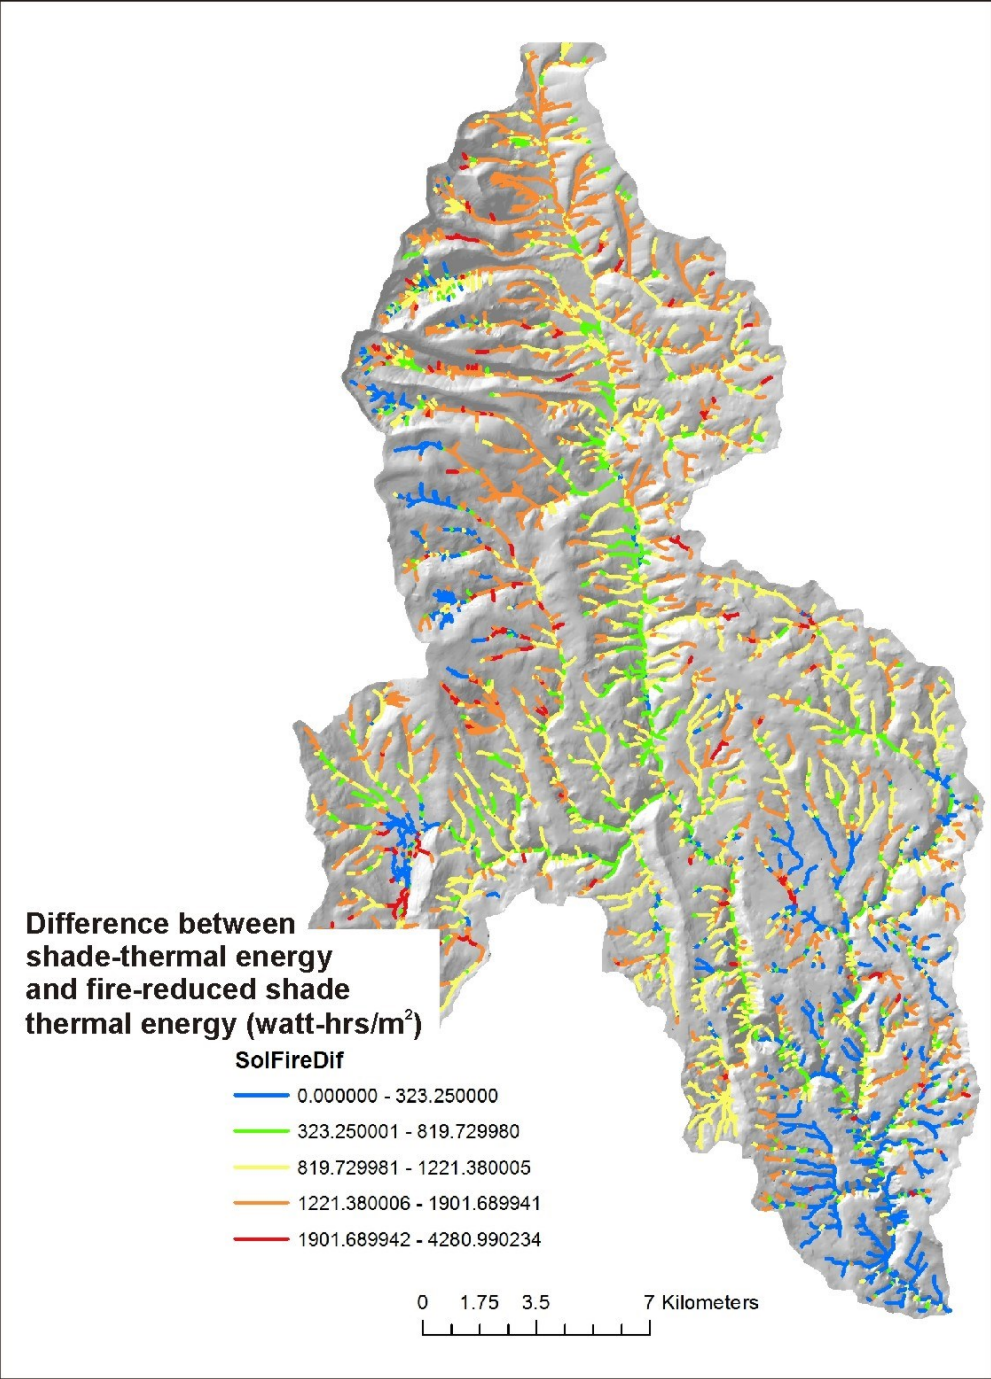 Difference between
shade-thermal energy
and fire-reduced shade
thermal energy (watt-hrs/m²)
SolFireDif
0.000000 - 323.250000
323.250001 - 819.729980
819.729981 - 1221.380005
1221.380006 - 1901.689941
1901.689942 - 4280.990234
0 1.75 3.5 7 Kilometers